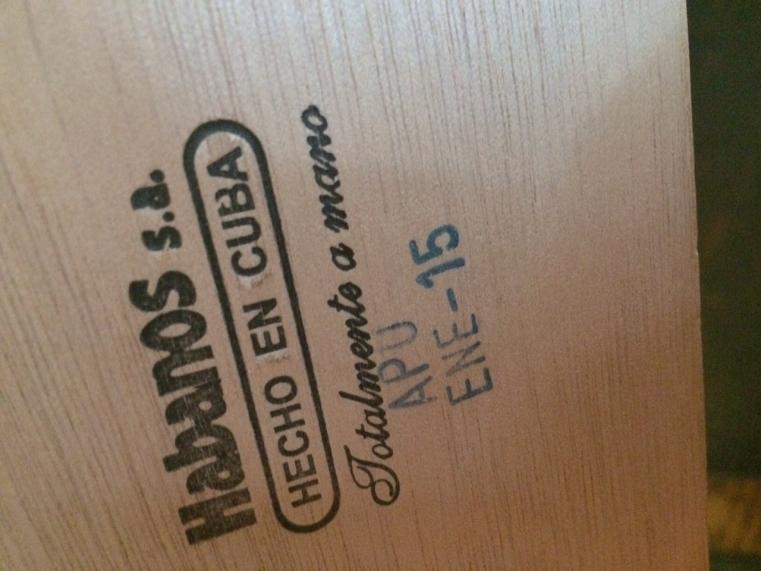 Habanos s.a.
HECHO EN CUBA
Totalmente a mano
APU
ENE-15